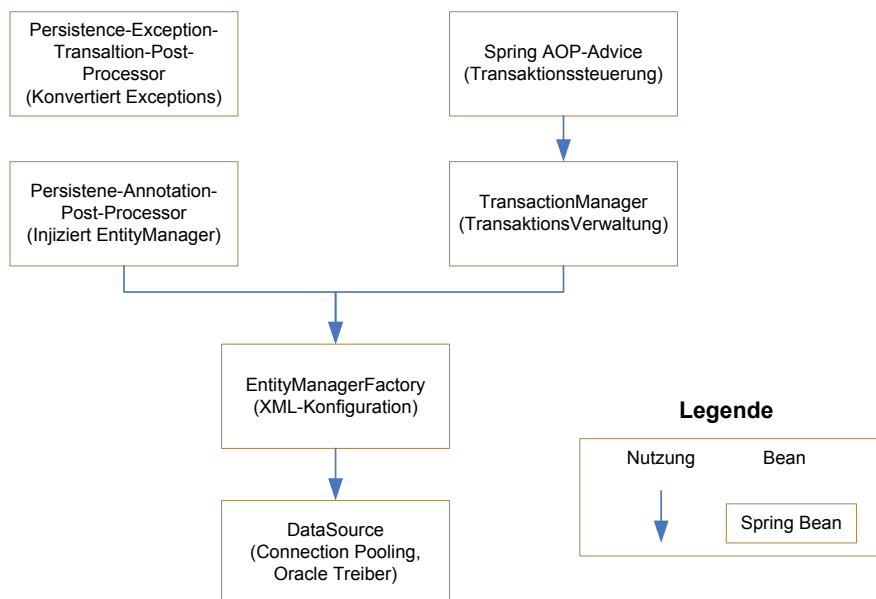 Persistence-Exception-
Transaltion-Post-
Processor
(Konvertiert Exceptions)
Spring AOP-Advice
(Transaktionssteuerung)
Persistene-Annotation-
Post-Processor
(Injiziert EntityManager)
TransactionManager
(TransaktionsVerwaltung)
EntityManagerFactory
(XML-Konfiguration)
DataSource
(Connection Pooling,
Oracle Treiber)
Legende
Nutzung
Bean
Spring Bean